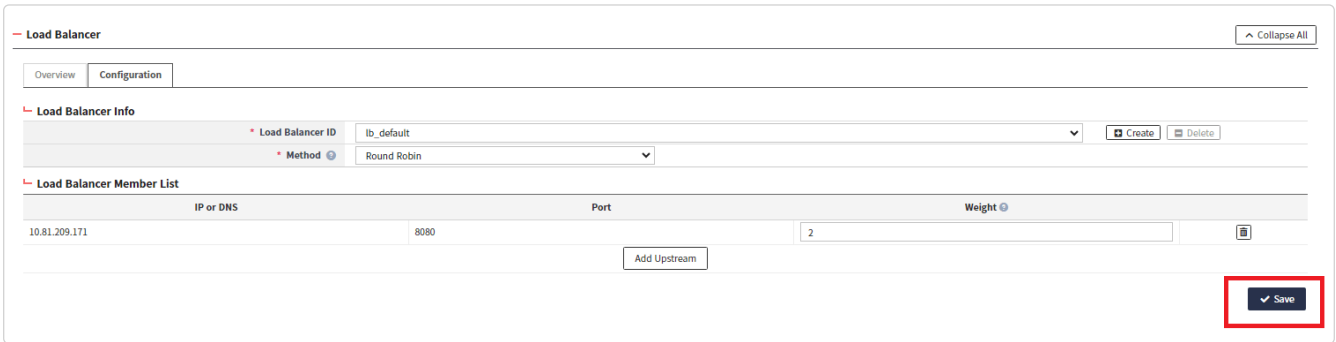 Load Balancer
Collapse All
Overview
Configuration
Load Balancer Info
* Load Balancer ID
lb_default
Create
Delete
* Method
Round Robin
Load Balancer Member List
IP or DNS
Port
Weight
10.81.209.171
8080
2
Add Upstream
Save